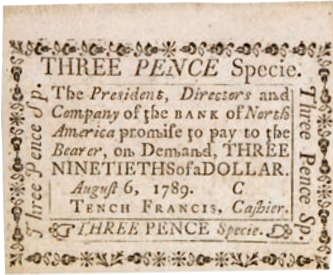 THREE PENCE Specie.
The President, Directors and
Company of the BANK of North
America promiſe to pay to the
Bearer, on Demand, THREE
NINETIETHS of a DOLLAR.
Auguſt 6, 1789. C
TENCH FRANCIS, Caſhier.
THREE PENCE Specie.
Three Pence Sp.
Three Pence Sp.